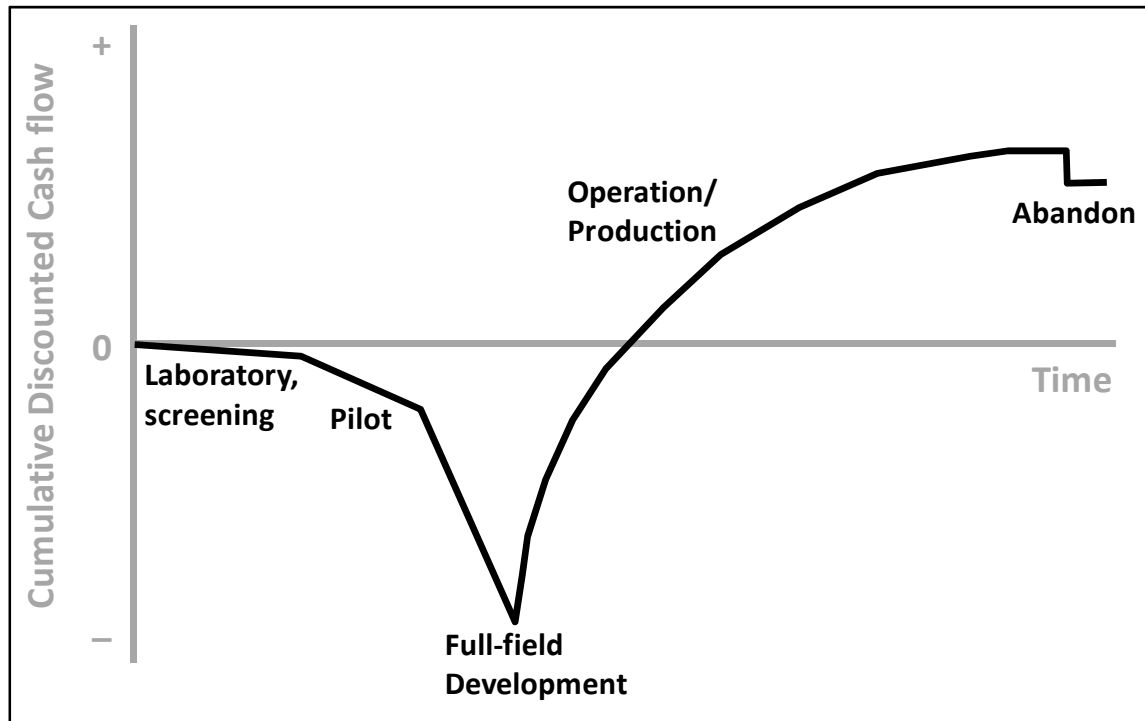 +
Cumulative Discounted Cash flow
Operation/
Production
Abandon
0
Time
Laboratory,
screening
Pilot
–
Full-field
Development